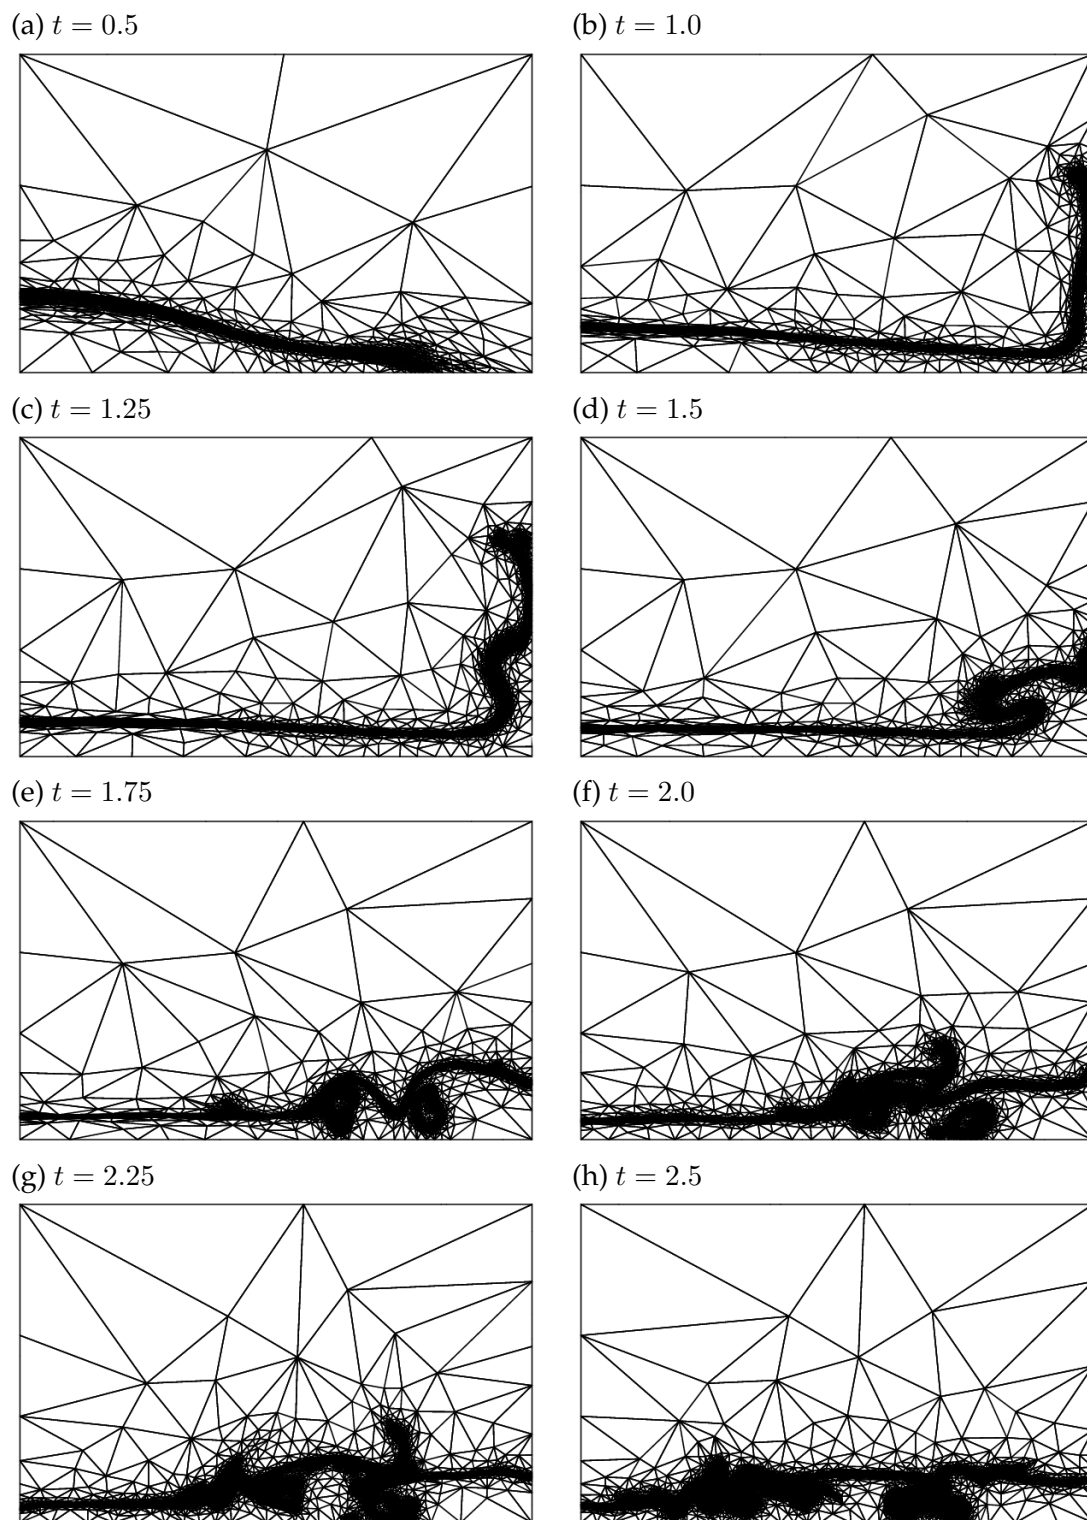 (a) t = 0.5
(b) t = 1.0
(c) t = 1.25
(d) t = 1.5
(e) t = 1.75
(f) t = 2.0
(g) t = 2.25
(h) t = 2.5